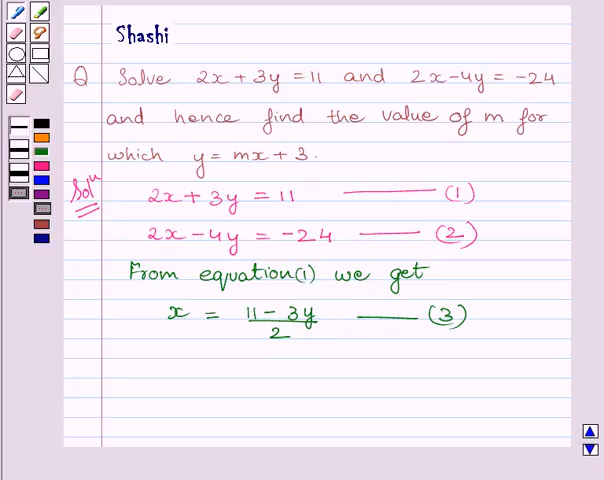 Shashi
Q Solve 2x + 3y = 11 and 2x - 4y = -24
and hence find the value of m for
which y = mx + 3.
Solⁿ
2x + 3y = 11 ——— (1)
2x - 4y = -24 ——— (2)
From equation (1) we get
x = (11 - 3y)/2 ——— (3)